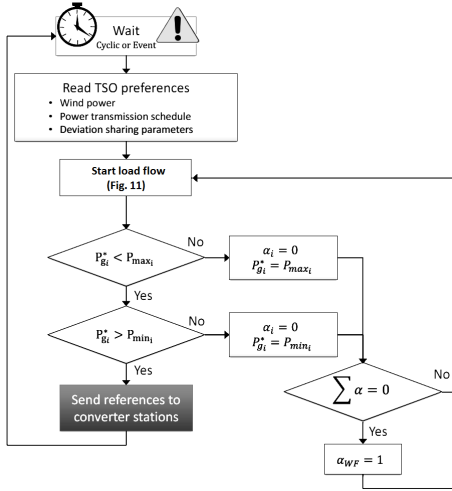 Wait
Cyclic or Event
Read TSO preferences
• Wind power
• Power transmission schedule
• Deviation sharing parameters
Start load flow
(Fig. 11)
P*gᵢ < Pmaxᵢ
No
αᵢ = 0
P*gᵢ = Pmaxᵢ
Yes
P*gᵢ > Pminᵢ
No
αᵢ = 0
P*gᵢ = Pminᵢ
Yes
Send references to
converter stations
∑ α = 0
No
Yes
α_WF = 1